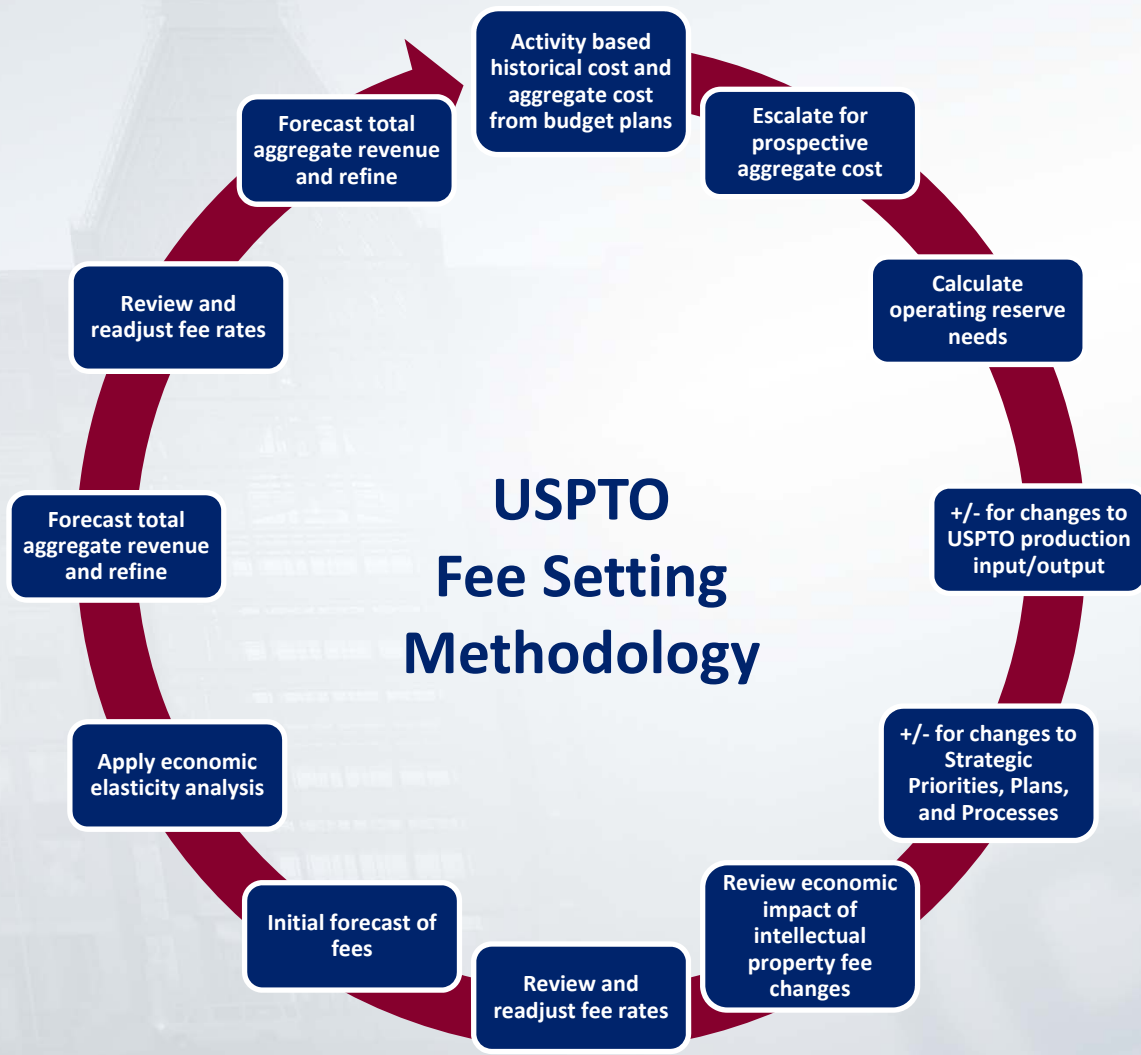 Activity based
historical cost and
aggregate cost
from budget plans
Escalate for
prospective
aggregate cost
Calculate
operating reserve
needs
+/- for changes to
USPTO production
input/output
+/- for changes to
Strategic
Priorities, Plans,
and Processes
Review economic
impact of
intellectual
property fee
changes
Review and
readjust fee rates
Initial forecast of
fees
Apply economic
elasticity analysis
Forecast total
aggregate revenue
and refine
Review and
readjust fee rates
Forecast total
aggregate revenue
and refine
USPTO
Fee Setting
Methodology